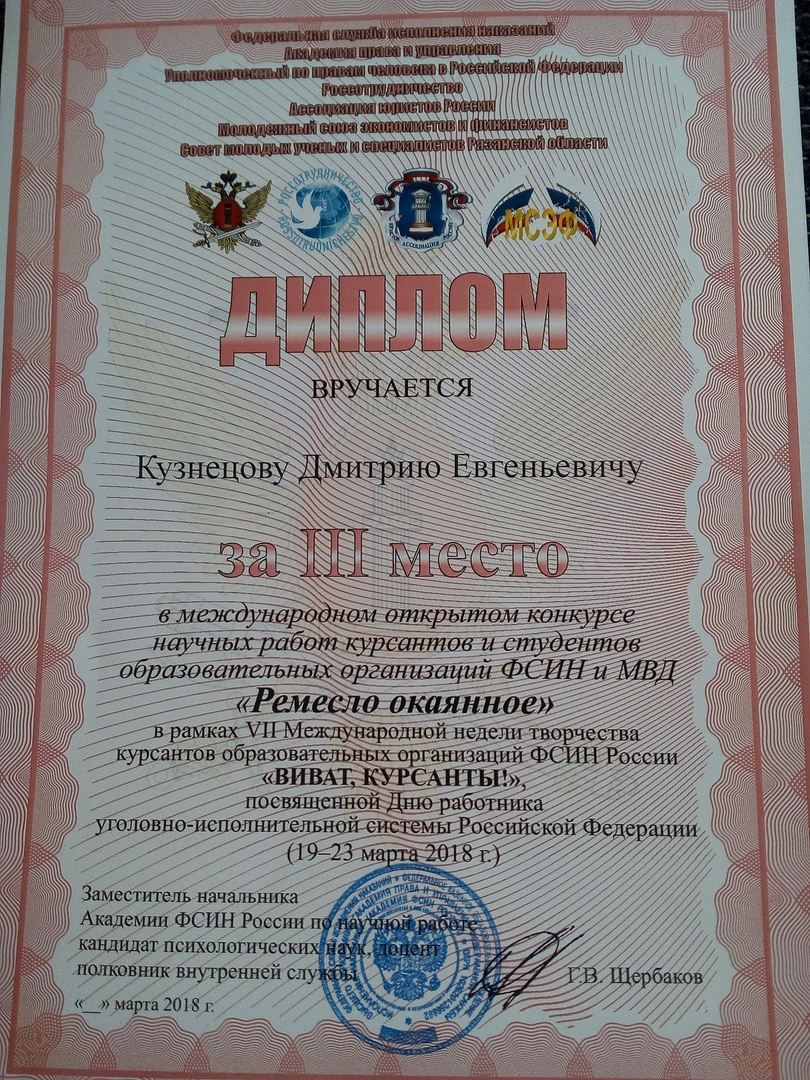 Федеральная служба исполнения наказаний
Академия права и управления
Уполномоченный по правам человека в Российской Федерации
Россотрудничество
Ассоциация юристов России
Молодежный союз экономистов и финансистов
Совет молодых ученых и специалистов Рязанской области
РОССОТРУДНИЧЕСТВО
ROSSOTRUDNICHESTVO
АССОЦИАЦИЯ
МСЭФ
ДИПЛОМ
ВРУЧАЕТСЯ
Кузнецову Дмитрию Евгеньевичу
за III место
в международном открытом конкурсе
научных работ курсантов и студентов
образовательных организаций ФСИН и МВД
«Ремесло окаянное»
в рамках VII Международной недели творчества
курсантов образовательных организаций ФСИН России
«ВИВАТ, КУРСАНТЫ!»,
посвященной Дню работника
уголовно-исполнительной системы Российской Федерации
(19–23 марта 2018 г.)
Заместитель начальника
Академии ФСИН России по научной работе
кандидат психологических наук, доцент
полковник внутренней службы
Г.В. Щербаков
«__» марта 2018 г.